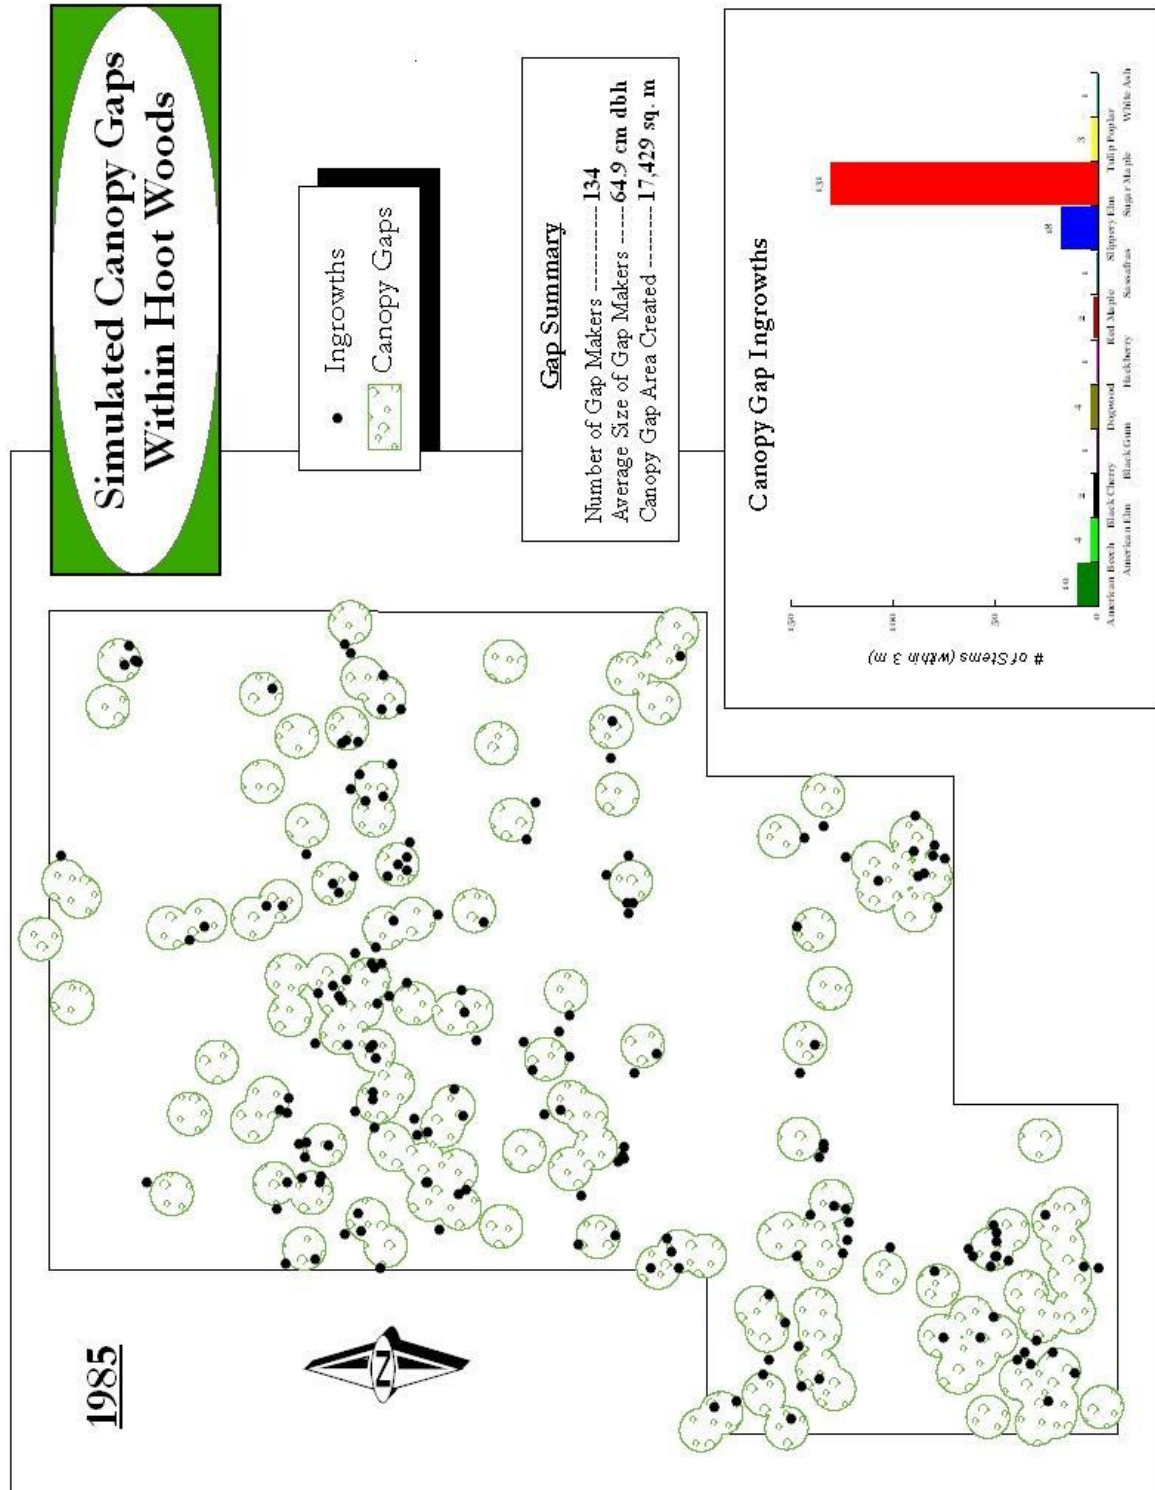 Simulated Canopy Gaps
Within Hoot Woods
1985
N
Ingrowths
Canopy Gaps
Gap Summary
Number of Gap Makers ------------134
Average Size of Gap Makers -----64.9 cm dbh
Canopy Gap Area Created ---------17,429 sq. m
Canopy Gap Ingrowths
# of Stems (within 3 m)
150
100
50
0
10
4
2
1
4
1
2
1
18
131
3
1
American Beech
American Elm
Black Cherry
Black Gum
Dogwood
Hackberry
Red Maple
Sassafras
Slippery Elm
Sugar Maple
Tulip Poplar
White Ash